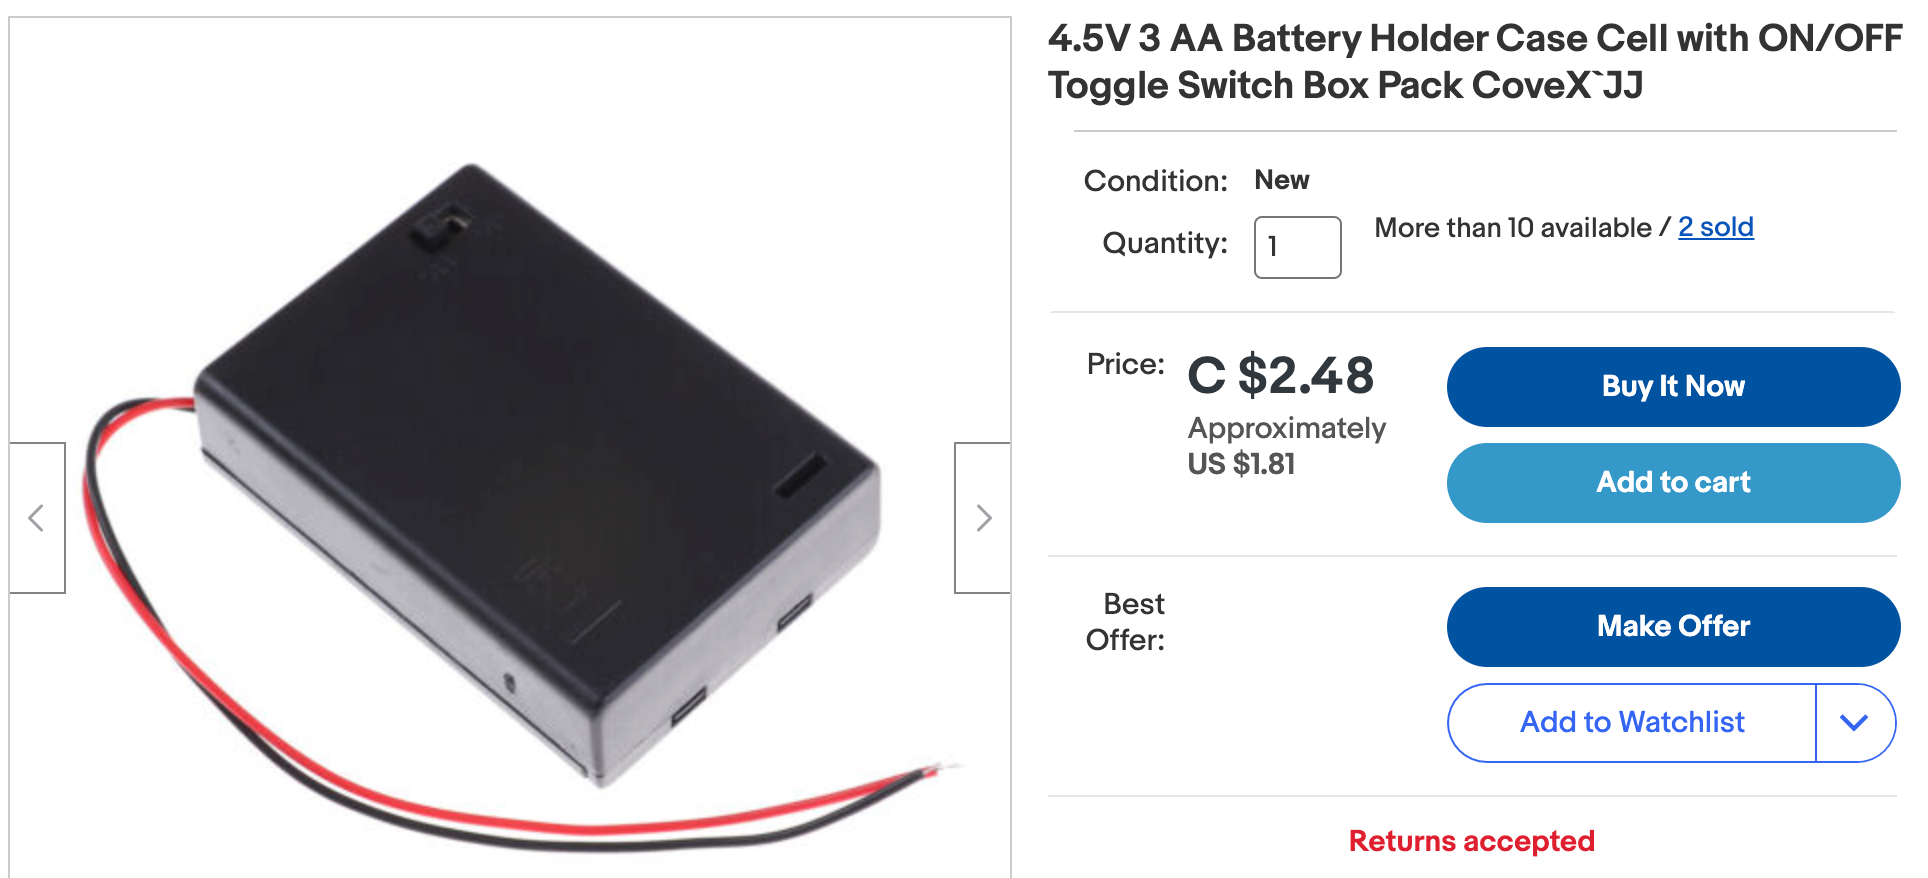 4.5V 3 AA Battery Holder Case Cell with ON/OFF
Toggle Switch Box Pack CoveX`JJ
Condition: New
Quantity: 1 More than 10 available / 2 sold
Price: C $2.48
Approximately
US $1.81
Buy It Now
Add to cart
Best
Offer:
Make Offer
Add to Watchlist
Returns accepted